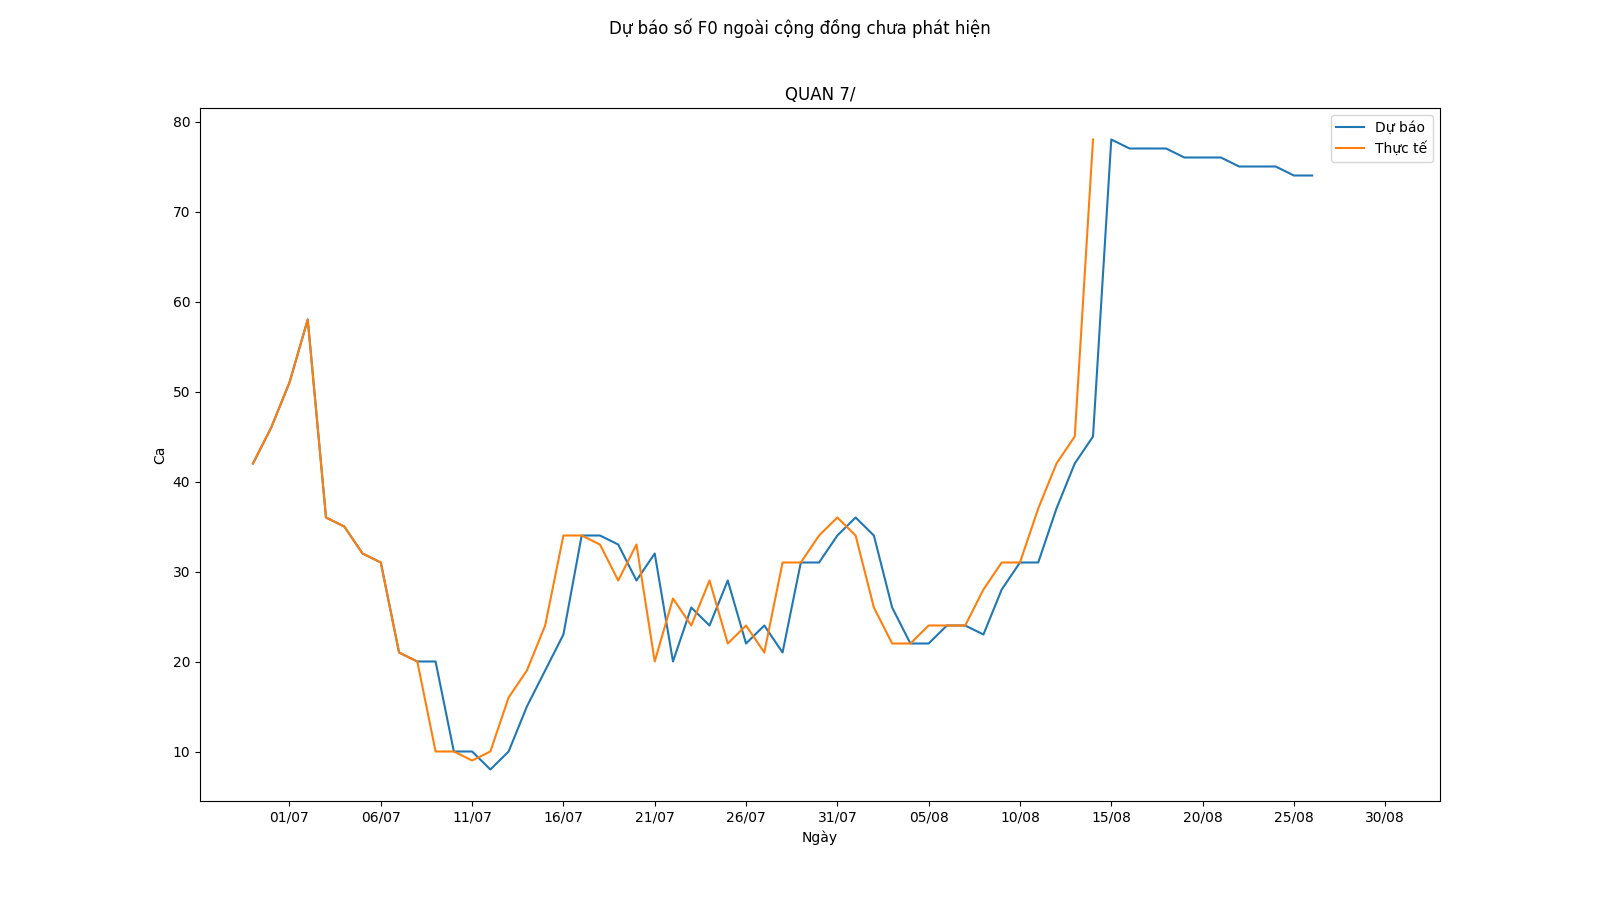 Dự báo số F0 ngoài cộng đồng chưa phát hiện
QUAN 7/
Dự báo
Thực tế
80
70
60
50
40
30
20
10
Ca
01/07 06/07 11/07 16/07 21/07 26/07 31/07 05/08 10/08 15/08 20/08 25/08 30/08
Ngày